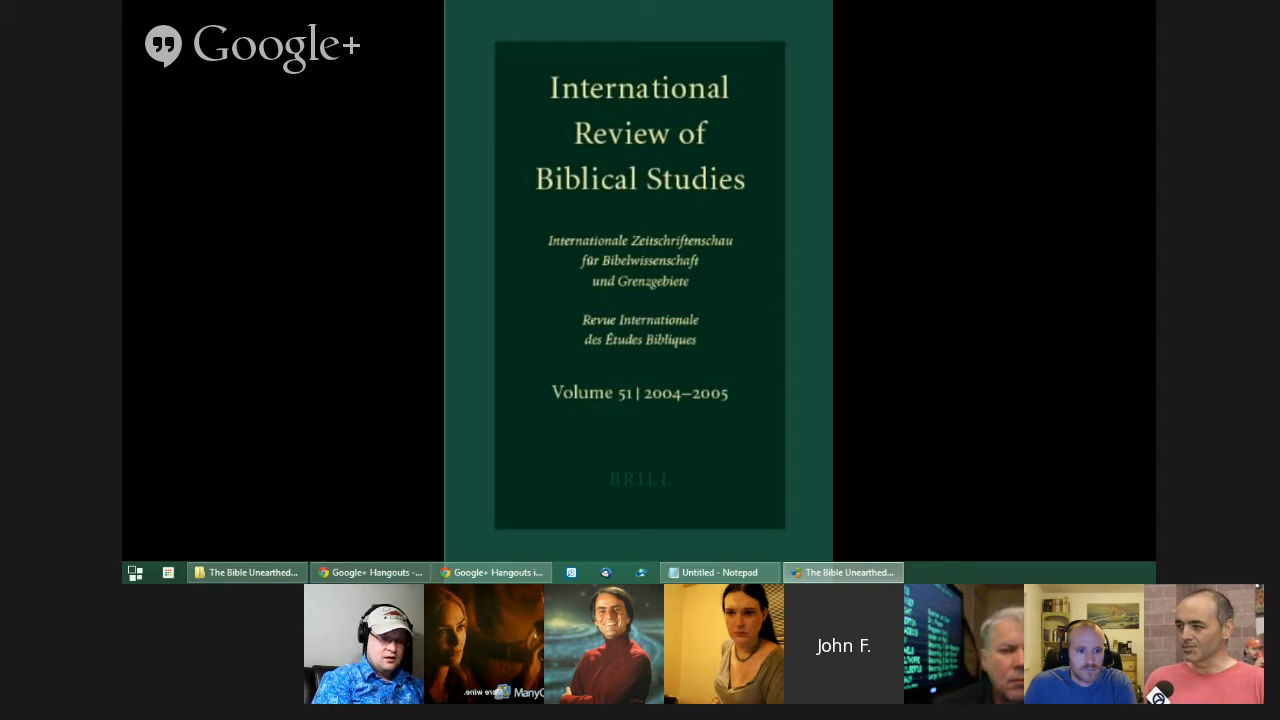 Google+
International
Review of
Biblical Studies
Internationale Zeitschriftenschau
für Bibelwissenschaft
und Grenzgebiete
Revue Internationale
des Études Bibliques
Volume 51 | 2004–2005
BRILL
The Bible Unearthed...
Google+ Hangouts -...
Google+ Hangouts i...
Untitled - Notepad
The Bible Unearthed...
John F.
ManyC